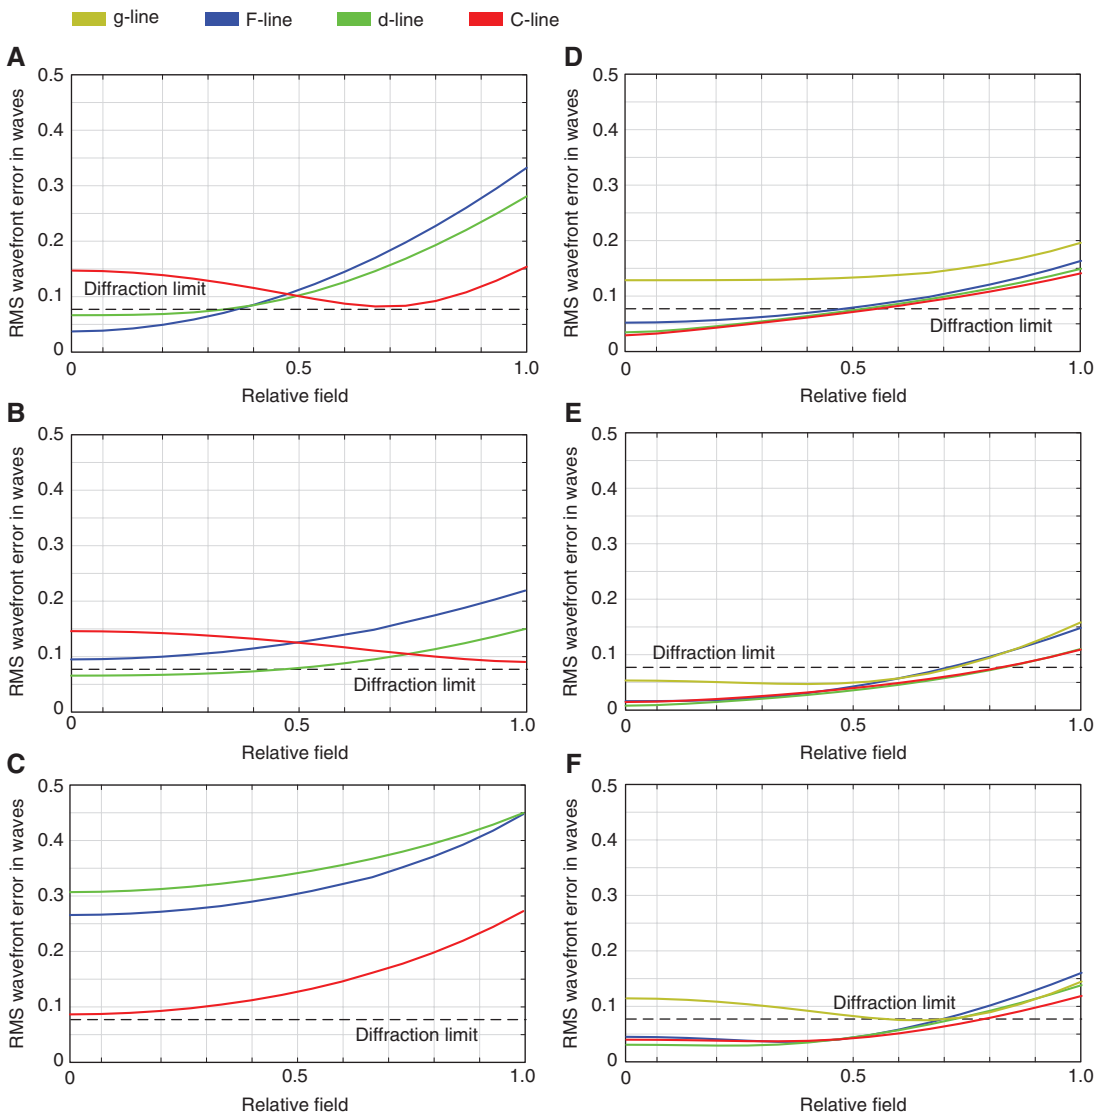 g-line F-line d-line C-line
A
RMS wavefront error in waves
0.5
0.4
0.3
0.2
0.1
0
Diffraction limit
0 0.5 1.0
Relative field
D
RMS wavefront error in waves
0.5
0.4
0.3
0.2
0.1
0
Diffraction limit
0 0.5 1.0
Relative field
B
RMS wavefront error in waves
0.5
0.4
0.3
0.2
0.1
0
Diffraction limit
0 0.5 1.0
Relative field
E
RMS wavefront error in waves
0.5
0.4
0.3
0.2
0.1
0
Diffraction limit
0 0.5 1.0
Relative field
C
RMS wavefront error in waves
0.5
0.4
0.3
0.2
0.1
0
Diffraction limit
0 0.5 1.0
Relative field
F
RMS wavefront error in waves
0.5
0.4
0.3
0.2
0.1
0
Diffraction limit
0 0.5 1.0
Relative field